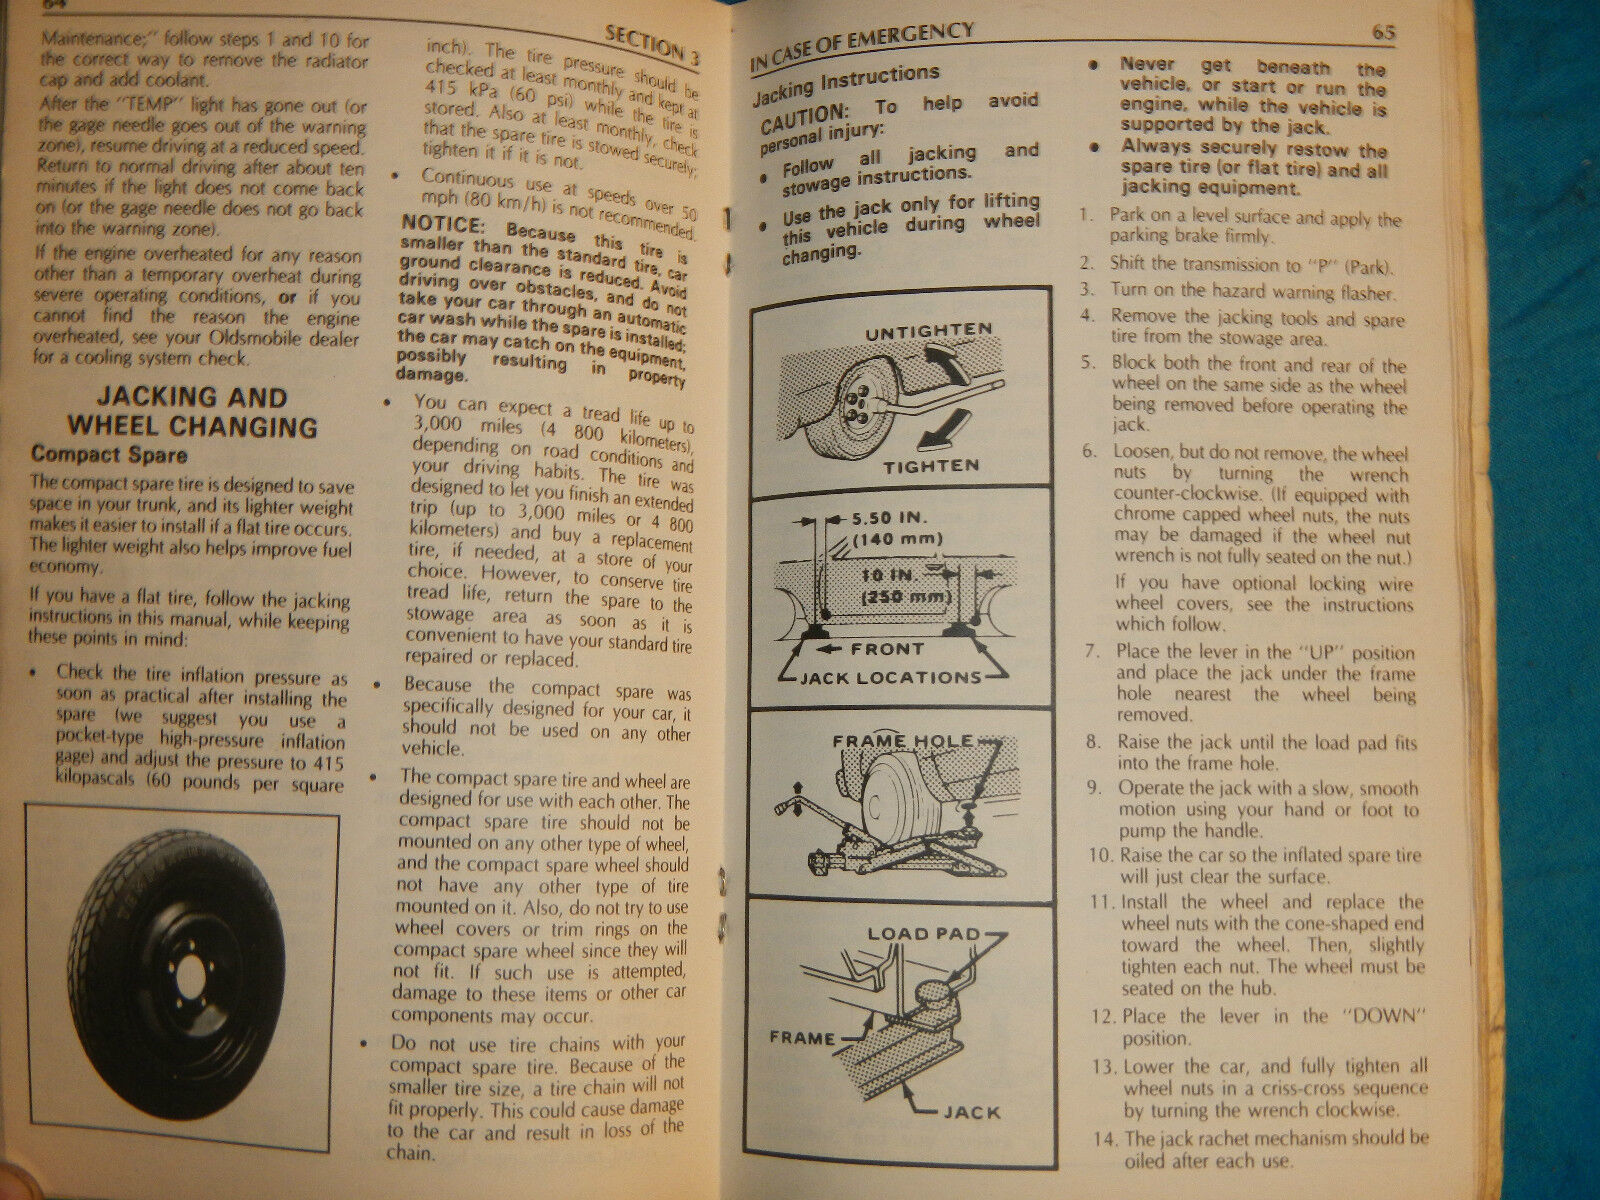 64
SECTION 3
Maintenance;" follow steps 1 and 10 for
the correct way to remove the radiator
cap and add coolant.
After the "TEMP" light has gone out (or
the gage needle goes out of the warning
zone), resume driving at a reduced speed.
Return to normal driving after about ten
minutes if the light does not come back
on (or the gage needle does not go back
into the warning zone).
If the engine overheated for any reason
other than a temporary overheat during
severe operating conditions, or if you
cannot find the reason the engine
overheated, see your Oldsmobile dealer
for a cooling system check.
JACKING AND
WHEEL CHANGING
Compact Spare
The compact spare tire is designed to save
space in your trunk, and its lighter weight
makes it easier to install if a flat tire occurs.
The lighter weight also helps improve fuel
economy.
If you have a flat tire, follow the jacking
instructions in this manual, while keeping
these points in mind:
• Check the tire inflation pressure as
soon as practical after installing the
spare (we suggest you use a
pocket-type high-pressure inflation
gage) and adjust the pressure to 415
kilopascals (60 pounds per square
inch). The tire pressure should be
checked at least monthly and kept at
415 kPa (60 psi) while the tire is
stored. Also at least monthly, check
that the spare tire is stowed securely;
tighten it if it is not.
• Continuous use at speeds over 50
mph (80 km/h) is not recommended.
NOTICE: Because this tire is
smaller than the standard tire, car
ground clearance is reduced. Avoid
driving over obstacles, and do not
take your car through an automatic
car wash while the spare is installed;
the car may catch on the equipment,
possibly resulting in property
damage.
• You can expect a tread life up to
3,000 miles (4 800 kilometers),
depending on road conditions and
your driving habits. The tire was
designed to let you finish an extended
trip (up to 3,000 miles or 4 800
kilometers) and buy a replacement
tire, if needed, at a store of your
choice. However, to conserve tire
tread life, return the spare to the
stowage area as soon as it is
convenient to have your standard tire
repaired or replaced.
• Because the compact spare was
specifically designed for your car, it
should not be used on any other
vehicle.
• The compact spare tire and wheel are
designed for use with each other. The
compact spare tire should not be
mounted on any other type of wheel,
and the compact spare wheel should
not have any other type of tire
mounted on it. Also, do not try to use
wheel covers or trim rings on the
compact spare wheel since they will
not fit. If such use is attempted,
damage to these items or other car
components may occur.
• Do not use tire chains with your
compact spare tire. Because of the
smaller tire size, a tire chain will not
fit properly. This could cause damage
to the car and result in loss of the
chain.
IN CASE OF EMERGENCY
65
Jacking Instructions
CAUTION: To help avoid
personal injury:
• Follow all jacking and
stowage instructions.
• Use the jack only for lifting
this vehicle during wheel
changing.
UNTIGHTEN
TIGHTEN
5.50 IN.
(140 mm)
10 IN.
(250 mm)
FRONT
JACK LOCATIONS
FRAME HOLE
LOAD PAD
FRAME
JACK
• Never get beneath the
vehicle, or start or run the
engine, while the vehicle is
supported by the jack.
• Always securely restow the
spare tire (or flat tire) and all
jacking equipment.
1. Park on a level surface and apply the
parking brake firmly.
2. Shift the transmission to "P" (Park).
3. Turn on the hazard warning flasher.
4. Remove the jacking tools and spare
tire from the stowage area.
5. Block both the front and rear of the
wheel on the same side as the wheel
being removed before operating the
jack.
6. Loosen, but do not remove, the wheel
nuts by turning the wrench
counter-clockwise. (If equipped with
chrome capped wheel nuts, the nuts
may be damaged if the wheel nut
wrench is not fully seated on the nut.)
If you have optional locking wire
wheel covers, see the instructions
which follow.
7. Place the lever in the "UP" position
and place the jack under the frame
hole nearest the wheel being
removed.
8. Raise the jack until the load pad fits
into the frame hole.
9. Operate the jack with a slow, smooth
motion using your hand or foot to
pump the handle.
10. Raise the car so the inflated spare tire
will just clear the surface.
11. Install the wheel and replace the
wheel nuts with the cone-shaped end
toward the wheel. Then, slightly
tighten each nut. The wheel must be
seated on the hub.
12. Place the lever in the "DOWN"
position.
13. Lower the car, and fully tighten all
wheel nuts in a criss-cross sequence
by turning the wrench clockwise.
14. The jack rachet mechanism should be
oiled after each use.